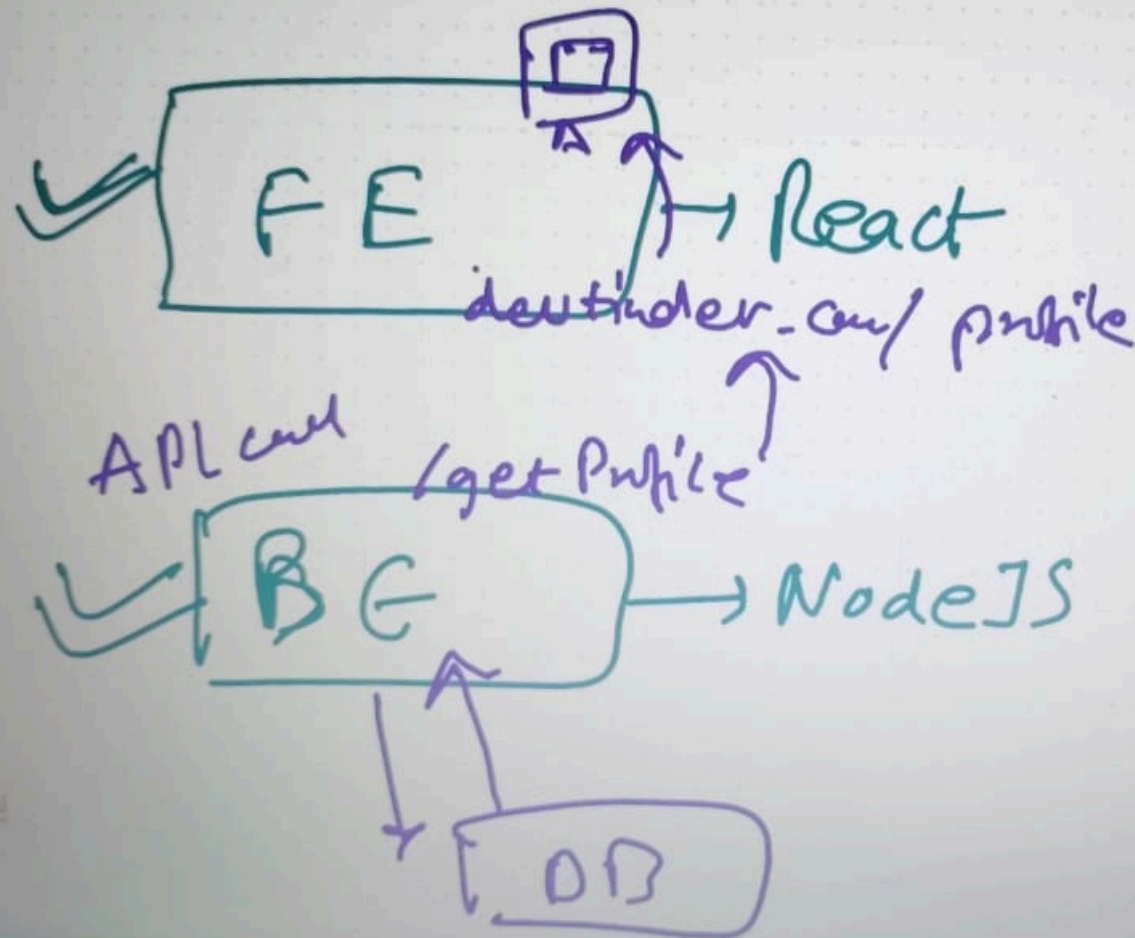 FE → React
devtinder.com/ profile
API call /getProfile
BE → NodeJS
DB